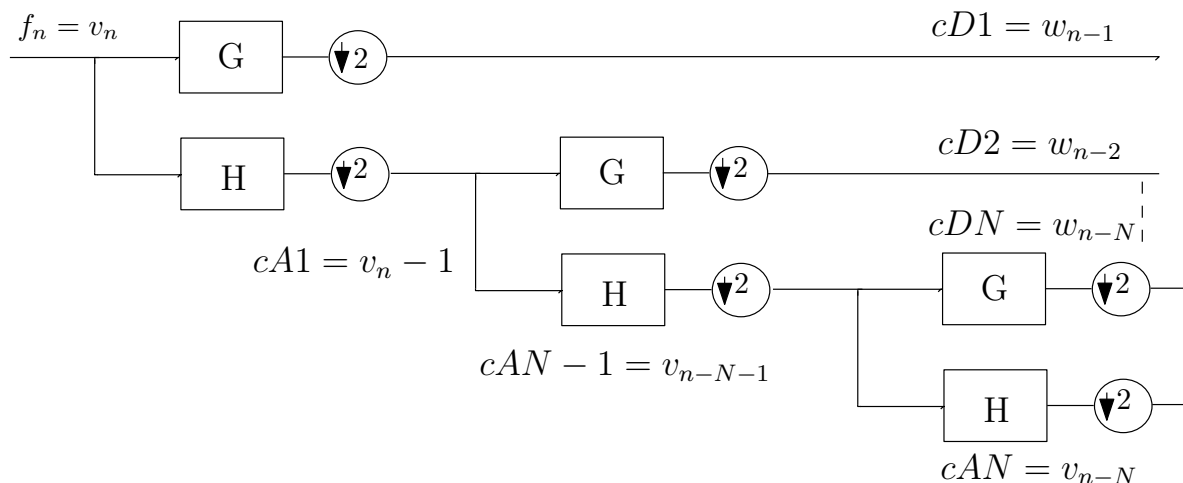 f_n = v_n
G
2
cD1 = w_{n-1}
H
2
G
2
cD2 = w_{n-2}
cA1 = v_n - 1
cDN = w_{n-N}
H
2
G
2
cAN - 1 = v_{n-N-1}
H
2
cAN = v_{n-N}